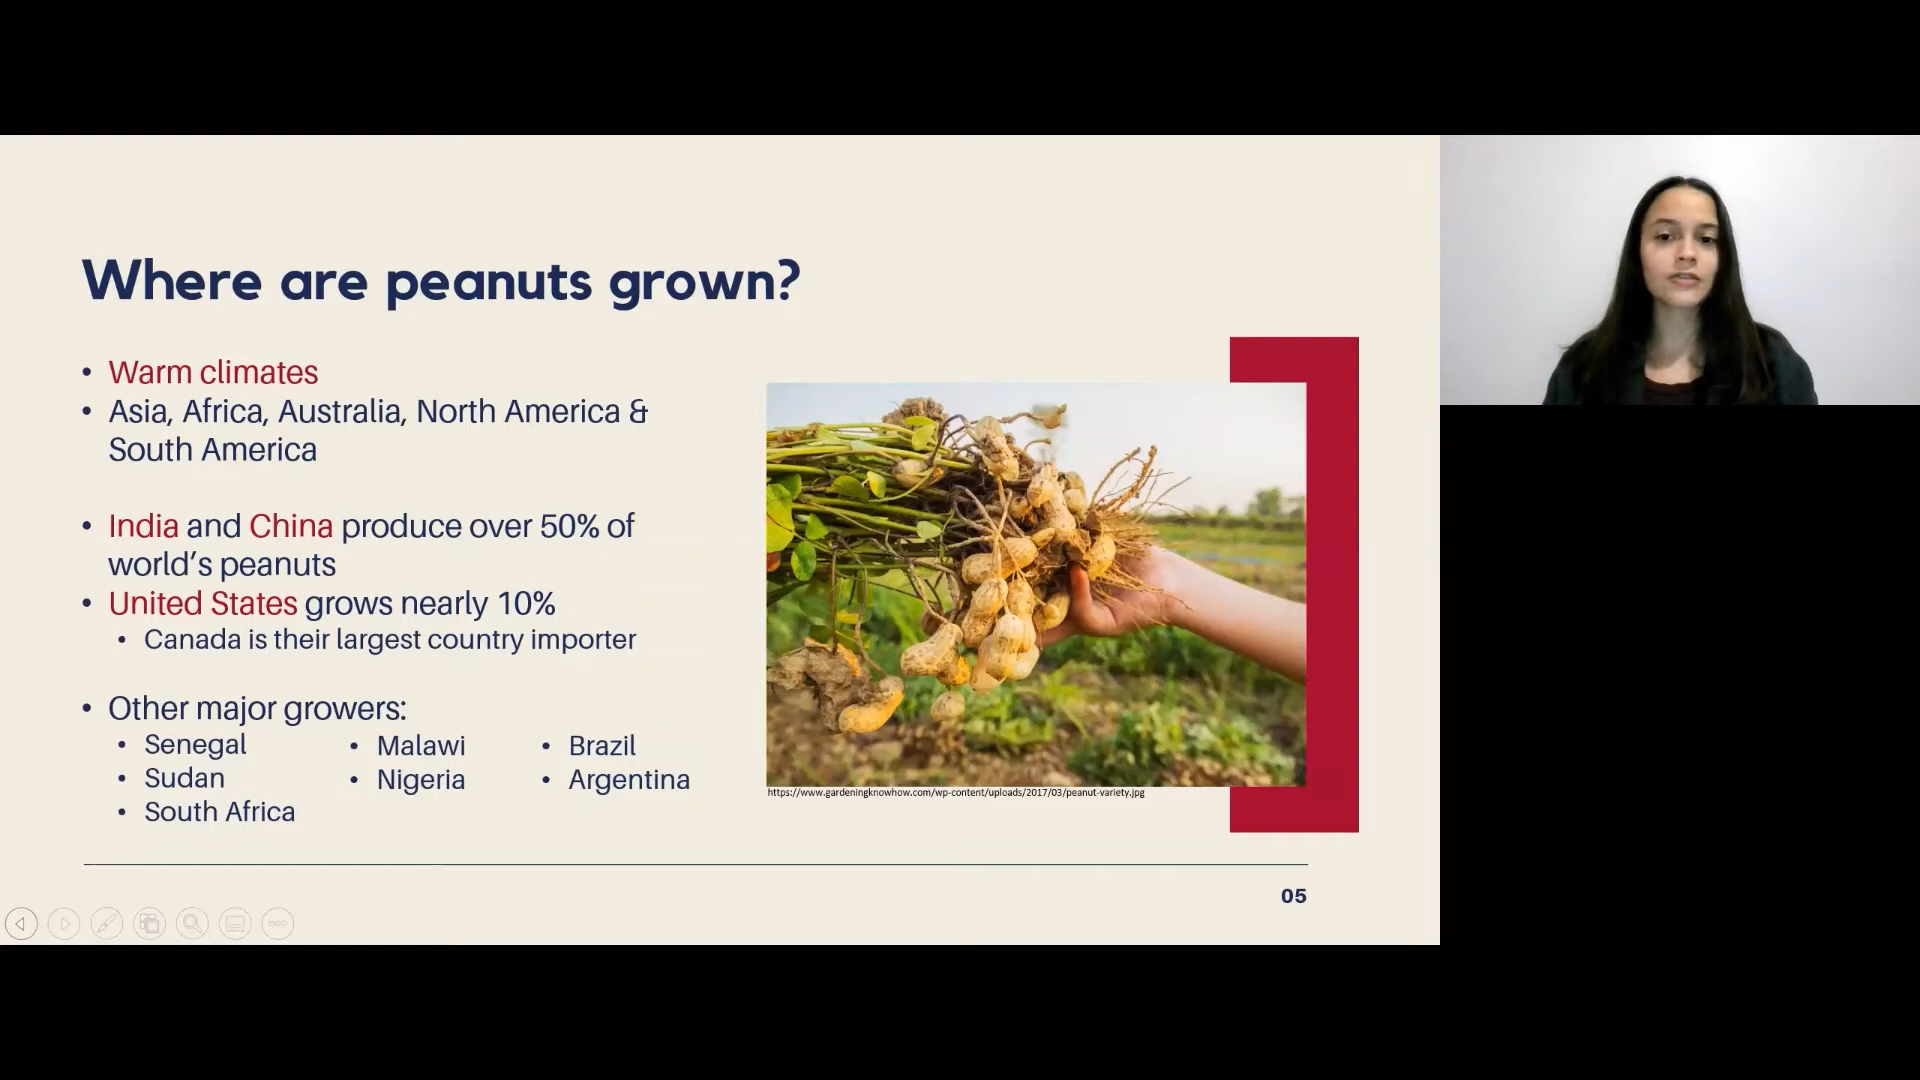 Where are peanuts grown?
• Warm climates
• Asia, Africa, Australia, North America &
South America
• India and China produce over 50% of
world’s peanuts
• United States grows nearly 10%
• Canada is their largest country importer
• Other major growers:
• Senegal
• Sudan
• South Africa
• Malawi
• Nigeria
• Brazil
• Argentina
https://www.gardeningknowhow.com/wp-content/uploads/2017/03/peanut-variety.jpg
05